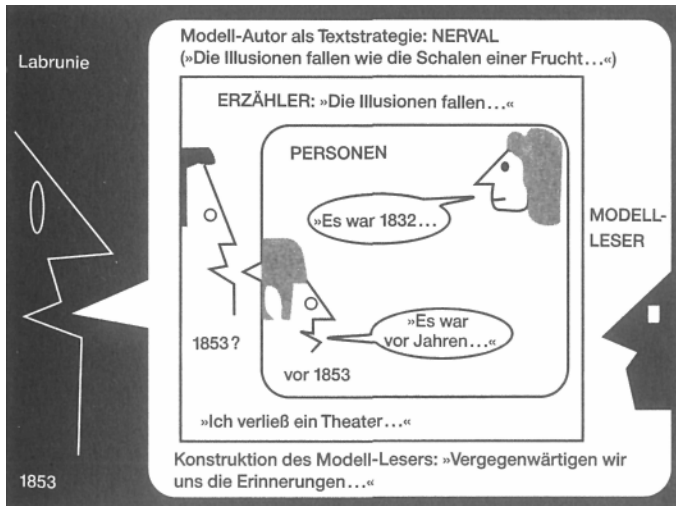 Labrunie
Modell-Autor als Textstrategie: NERVAL
(»Die Illusionen fallen wie die Schalen einer Frucht...«)
ERZÄHLER: »Die Illusionen fallen...«
PERSONEN
»Es war 1832...
MODELL-
LESER
»Es war
vor Jahren...«
1853?
vor 1853
»Ich verließ ein Theater...«
Konstruktion des Modell-Lesers: »Vergegenwärtigen wir
uns die Erinnerungen...«
1853